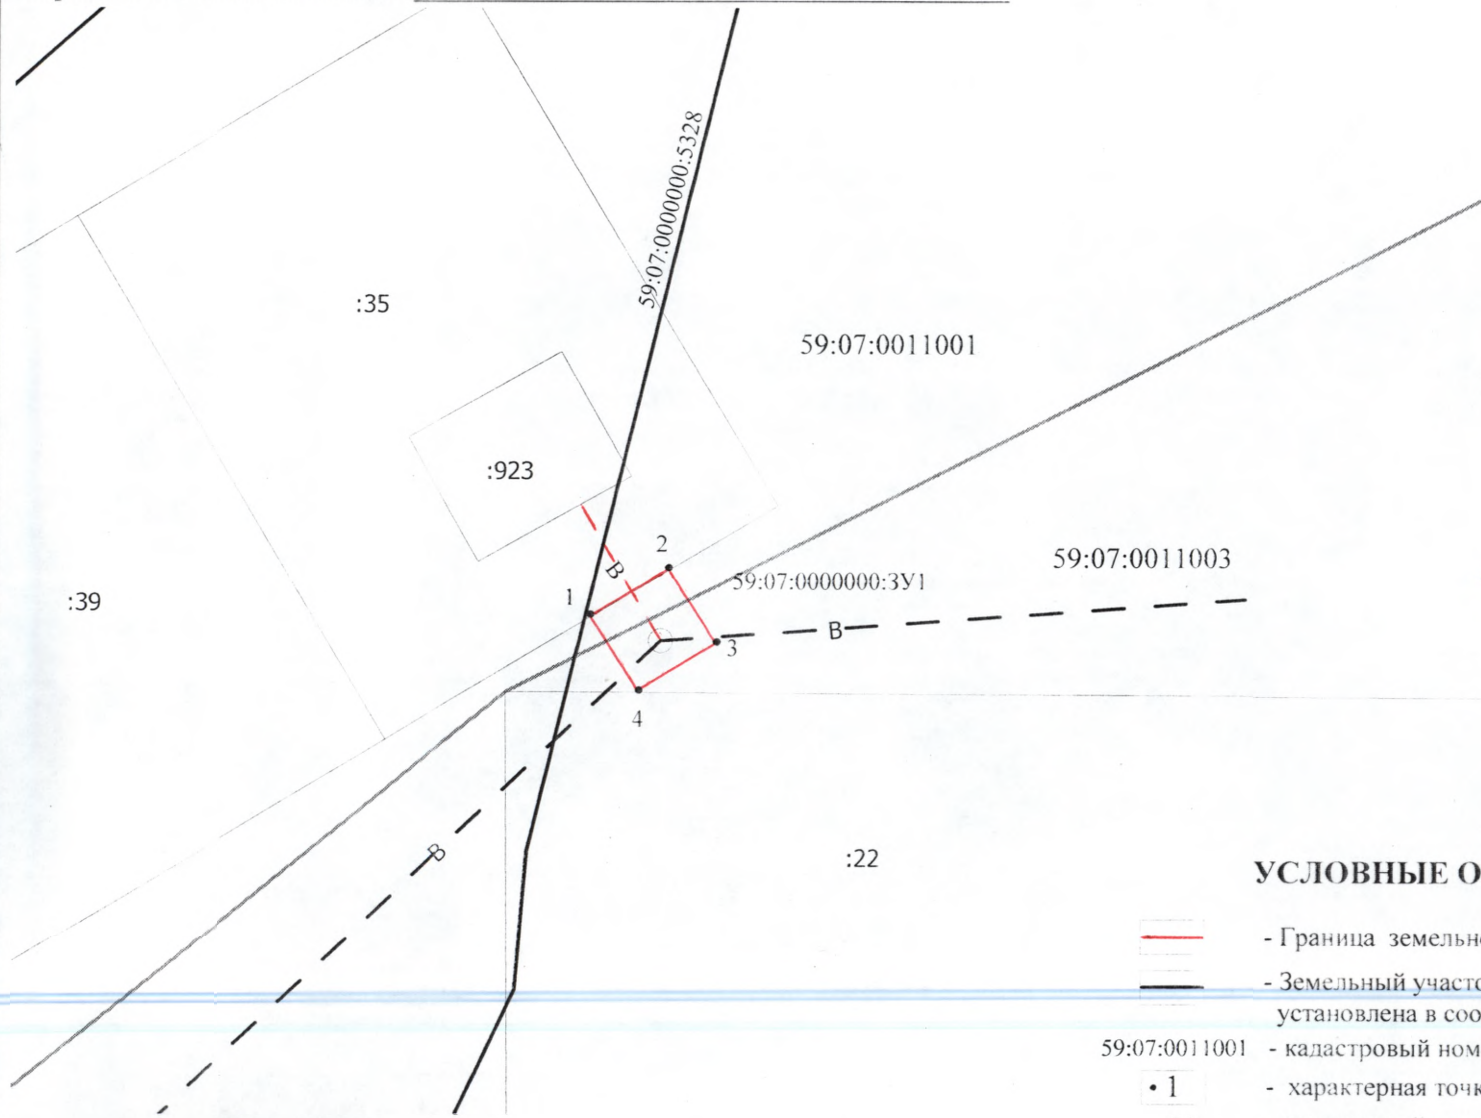 59:07:0000000:5328
:35
59:07:0011001
:923
2
В
59:07:0011003
59:07:0000000:ЗУ1
1
:39
В
3
4
В
:22
УСЛОВНЫЕ О
- Граница земельн
- Земельный участо
установлена в соо
59:07:0011001 - кадастровый ном
• 1 - характерная точк